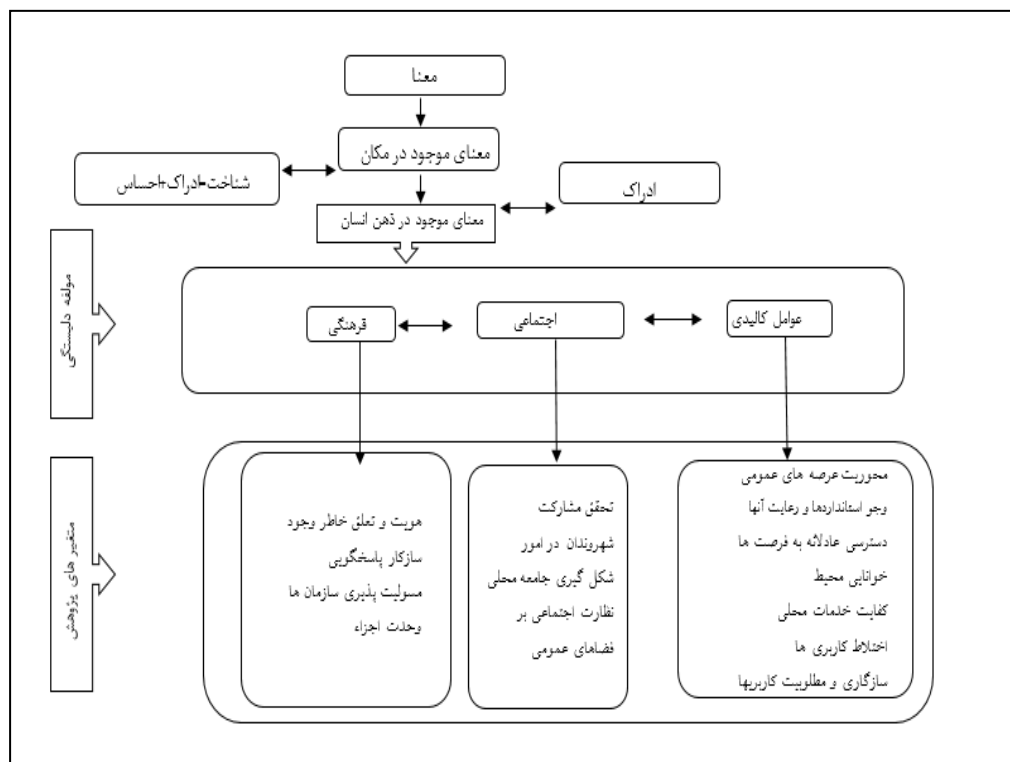 معنا
معنای موجود در مکان
شناخت=ادراک+احساس
ادراک
معنای موجود در ذهن انسان
مولفه دلبستگی
عوامل کالبدی
اجتماعی
فرهنگی
متغیر های پژوهش
محوریت عرصه های عمومی
وجو استانداردها و رعایت آنها
دسترسی عادلانه به فرصت ها
خوانایی محیط
کفایت خدمات محلی
اختلاط کاربری ها
سازگاری و مطلوبیت کاربریها
تحقق مشارکت
شهروندان در امور
شکل گیری جامعه محلی
نظارت اجتماعی بر
فضاهای عمومی
هویت و تعلق خاطر وجود
سازکار پاسخگویی
مسولیت پذیری سازمان ها
وحدت اجزاء